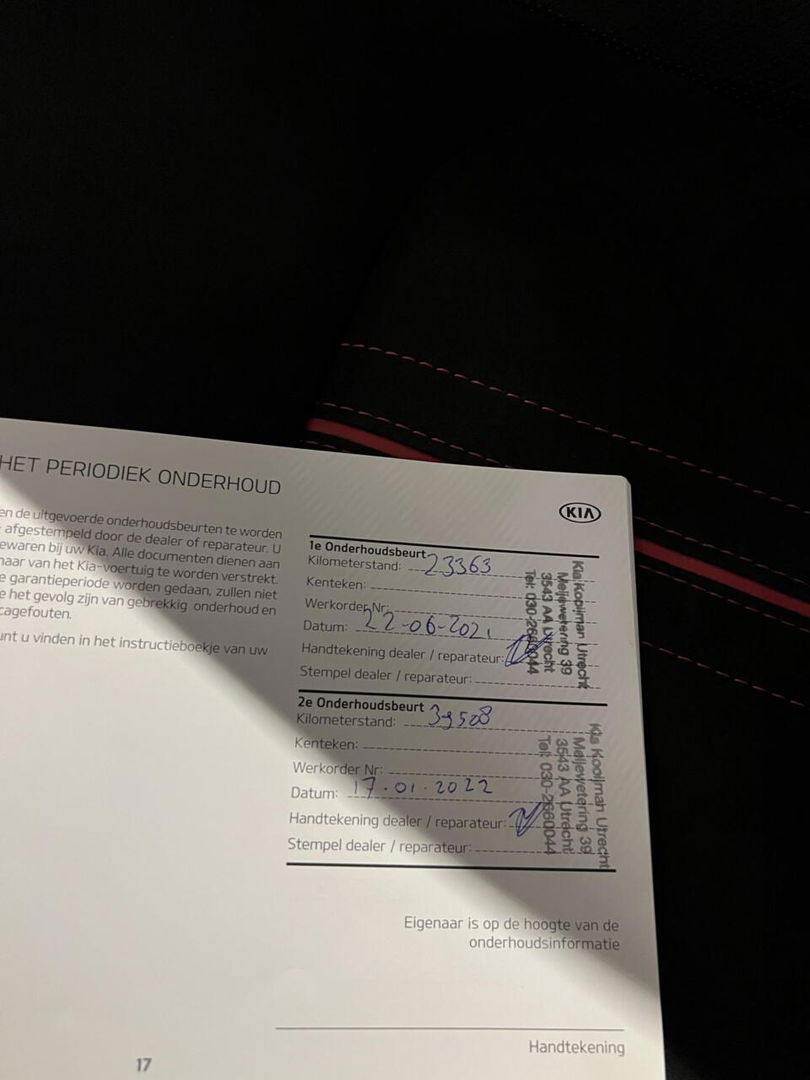 HET PERIODIEK ONDERHOUD
en de uitgevoerde onderhoudsbeurten te worden
afgestempeld door de dealer of reparateur. U
ewaren bij uw Kia. Alle documenten dienen aan
naar van het Kia-voertuig te worden verstrekt.
e garantieperiode worden gedaan, zullen niet
e het gevolg zijn van gebrekkig onderhoud en
cagefouten.
unt u vinden in het instructieboekje van uw
17
KIA
1e Onderhoudsbeurt
Kilometerstand: 23363
Kenteken:
Werkorder Nr:
Datum: 22-06-2021
Handtekening dealer / reparateur:
Stempel dealer / reparateur:
Kia Kooijman Utrecht
Meijewetering 39
3543 AA Utrecht
Tel: 030-2660044
2e Onderhoudsbeurt
Kilometerstand: 39508
Kenteken:
Werkorder Nr:
Datum: 17.01.2022
Handtekening dealer / reparateur:
Stempel dealer / reparateur:
Kia Kooijman Utrecht
Meijewetering 39
3543 AA Utrecht
Tel: 030-2660044
Eigenaar is op de hoogte van de
onderhoudsinformatie
Handtekening